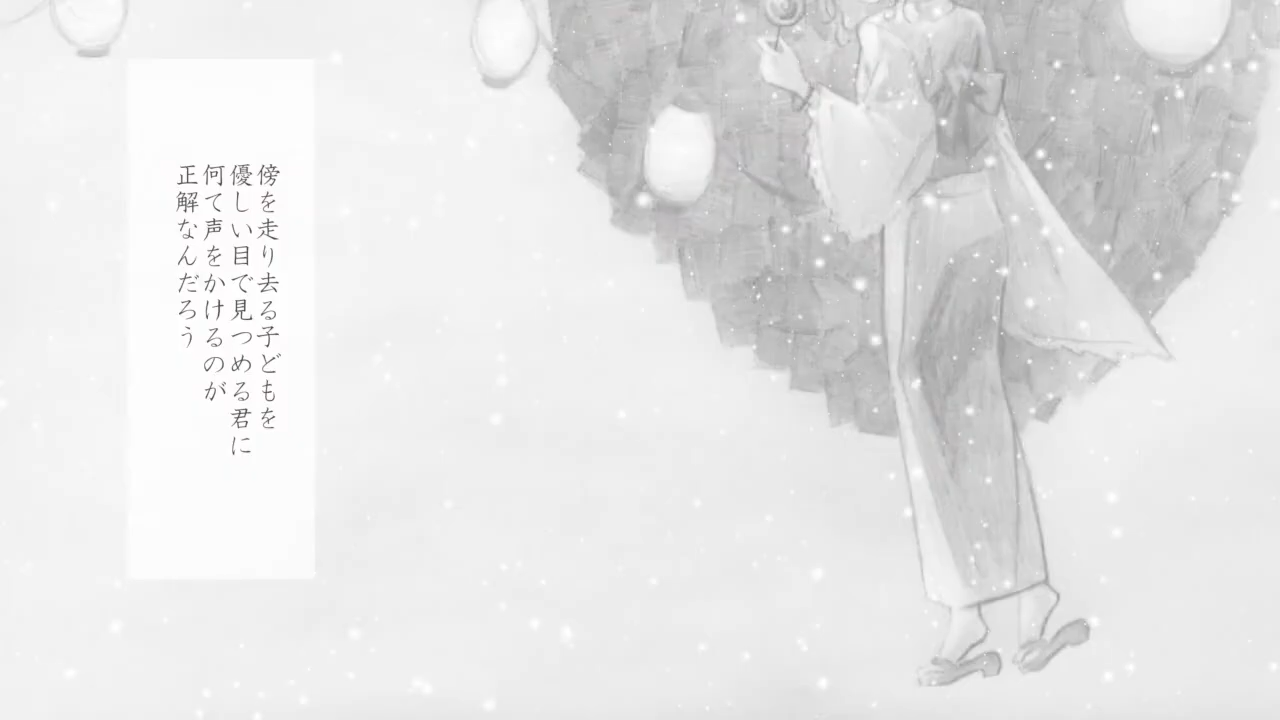 傍を走り去る子どもを
優しい目で見つめる君に
何て声をかけるのが
正解なんだろう